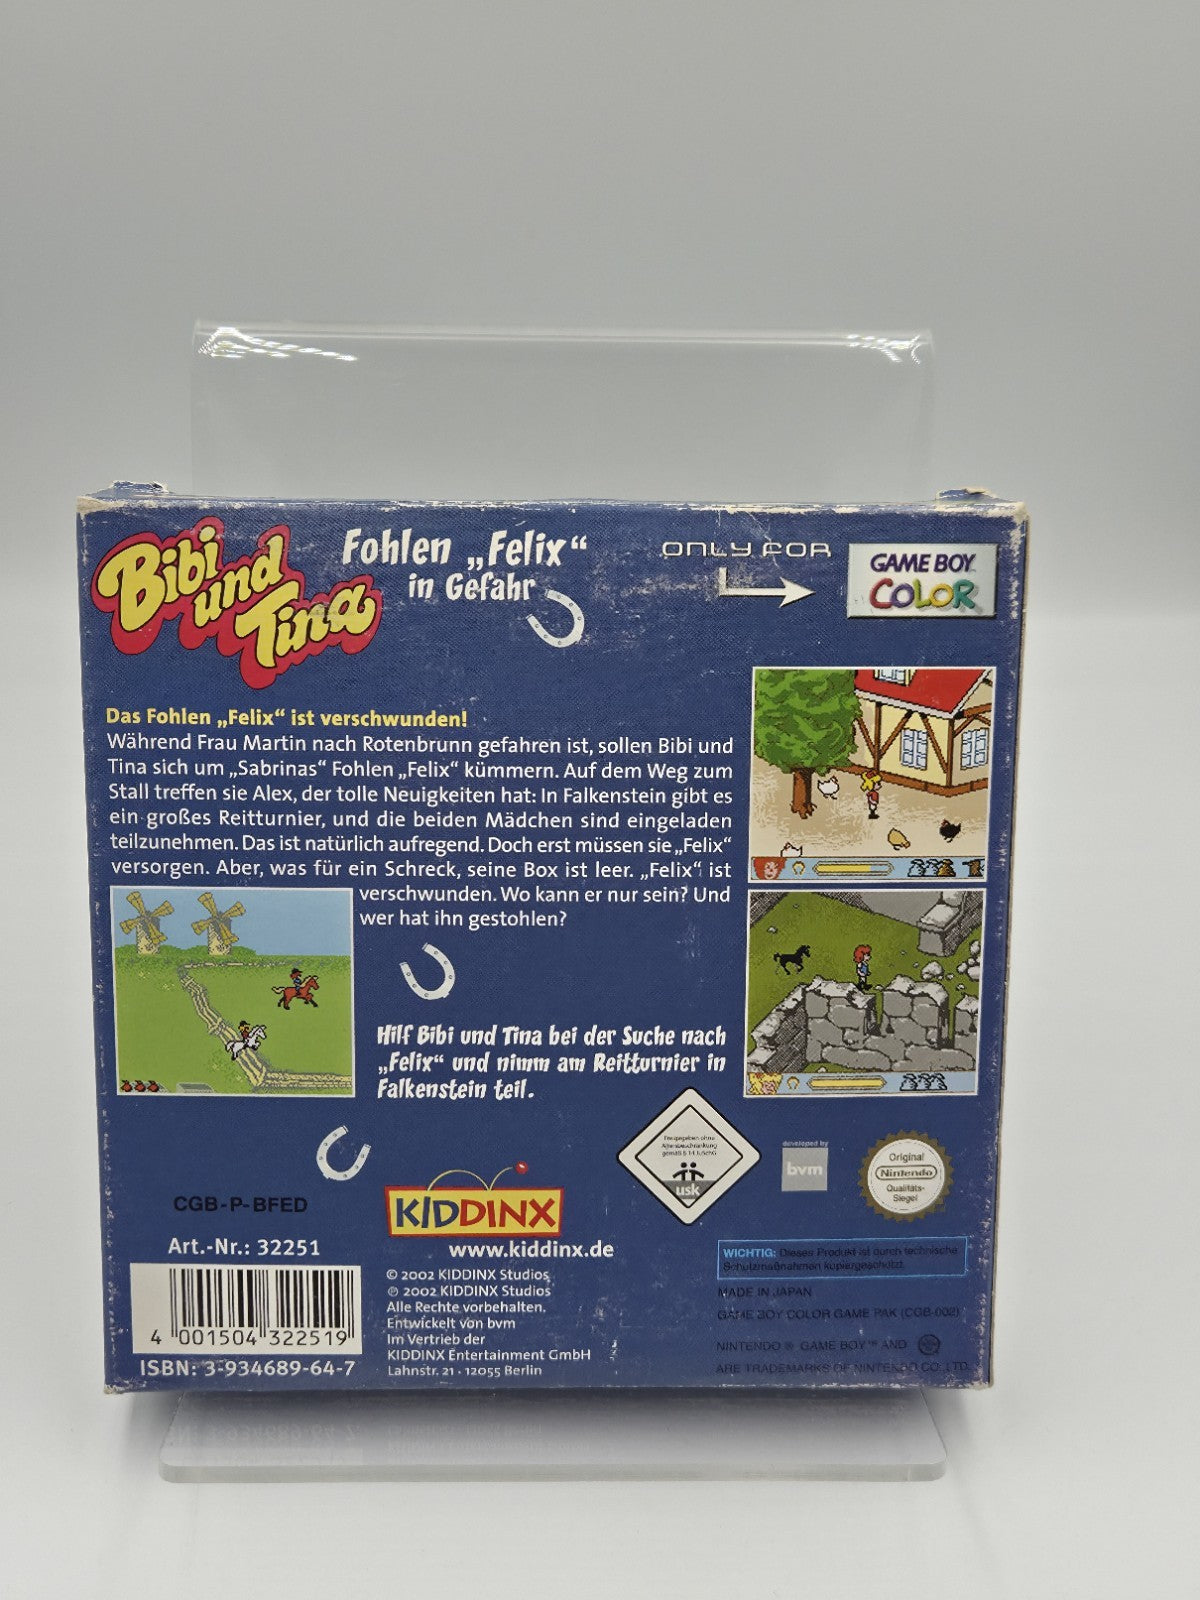 Bibi
und
Tina
Fohlen „Felix“
in Gefahr
ONLY FOR
GAME BOY
COLOR
Das Fohlen „Felix“ ist verschwunden!
Während Frau Martin nach Rotenbrunn gefahren ist, sollen Bibi und
Tina sich um „Sabrinas“ Fohlen „Felix“ kümmern. Auf dem Weg zum
Stall treffen sie Alex, der tolle Neuigkeiten hat: In Falkenstein gibt es
ein großes Reitturnier, und die beiden Mädchen sind eingeladen
teilzunehmen. Das ist natürlich aufregend. Doch erst müssen sie „Felix“
versorgen. Aber, was für ein Schreck, seine Box ist leer. „Felix“ ist
verschwunden. Wo kann er nur sein? Und
wer hat ihn gestohlen?
Hilf Bibi und Tina bei der Suche nach
„Felix“ und nimm am Reitturnier in
Falkenstein teil.
Freigegeben ohne
Altersbeschränkung
gemäß § 14 JuSchG
usk
developed by
bvm
Original
Nintendo
Qualitäts-
Siegel
CGB-P-BFED
Art.-Nr.: 32251
4 001504 322519
ISBN: 3-934689-64-7
KIDDINX
www.kiddinx.de
© 2002 KIDDINX Studios
℗ 2002 KIDDINX Studios
Alle Rechte vorbehalten.
Entwickelt von bvm
Im Vertrieb der
KIDDINX Entertainment GmbH
Lahnstr. 21 · 12055 Berlin
WICHTIG: Dieses Produkt ist durch technische
Schutzmaßnahmen kopiergeschützt.
MADE IN JAPAN
GAME BOY COLOR GAME PAK (CGB-002)
NINTENDO ® GAME BOY™ AND
ARE TRADEMARKS OF NINTENDO CO., LTD.